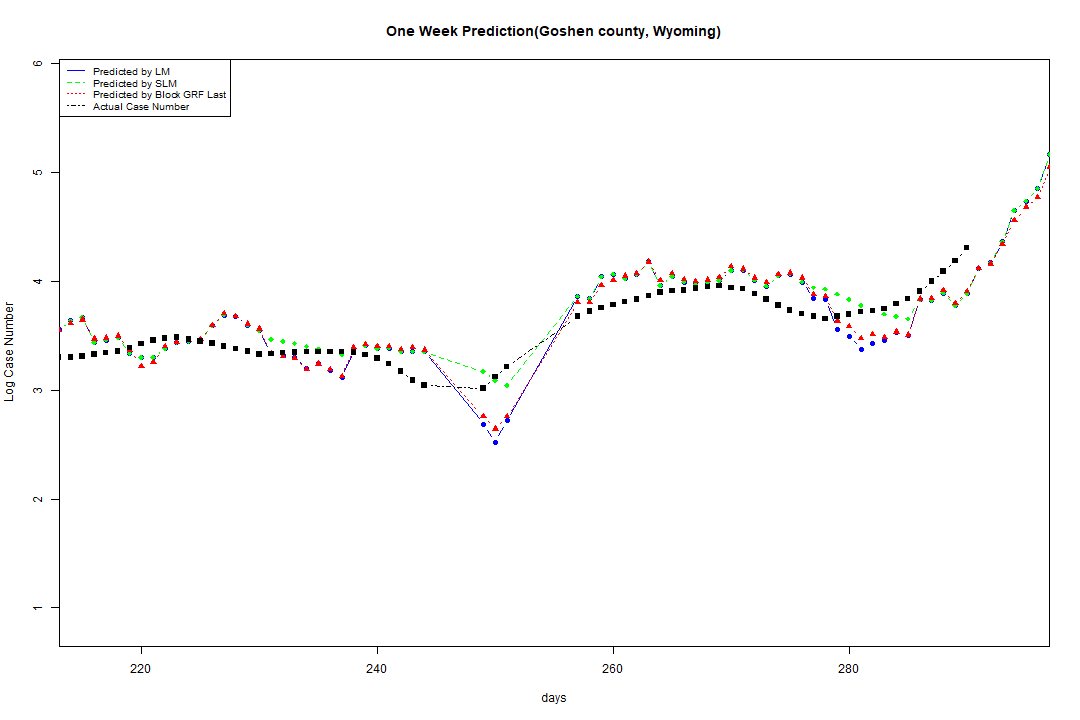 One Week Prediction(Goshen county, Wyoming)
Predicted by LM
Predicted by SLM
Predicted by Block GRF Last
Actual Case Number
6
5
4
3
2
1
Log Case Number
220
240
260
280
days